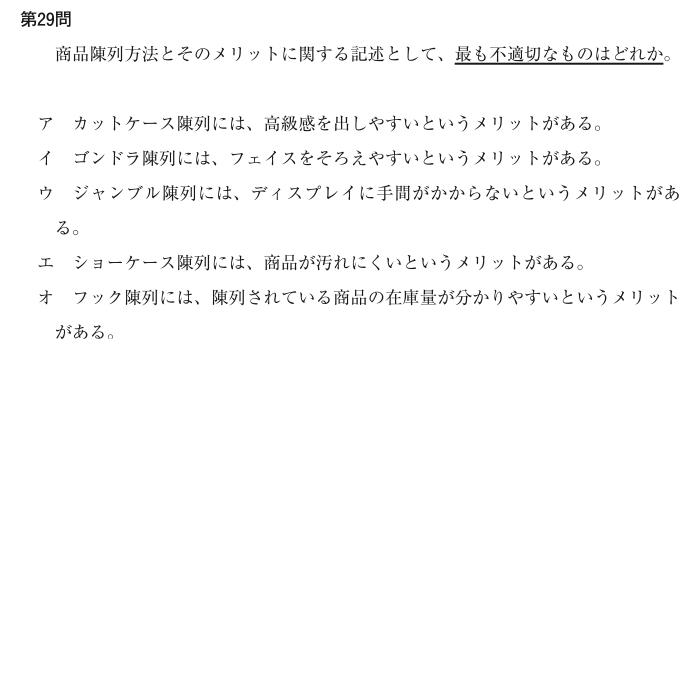 第29問
商品陳列方法とそのメリットに関する記述として、最も不適切なものはどれか。
ア　カットケース陳列には、高級感を出しやすいというメリットがある。
イ　ゴンドラ陳列には、フェイスをそろえやすいというメリットがある。
ウ　ジャンブル陳列には、ディスプレイに手間がかからないというメリットがあ
る。
エ　ショーケース陳列には、商品が汚れにくいというメリットがある。
オ　フック陳列には、陳列されている商品の在庫量が分かりやすいというメリット
がある。